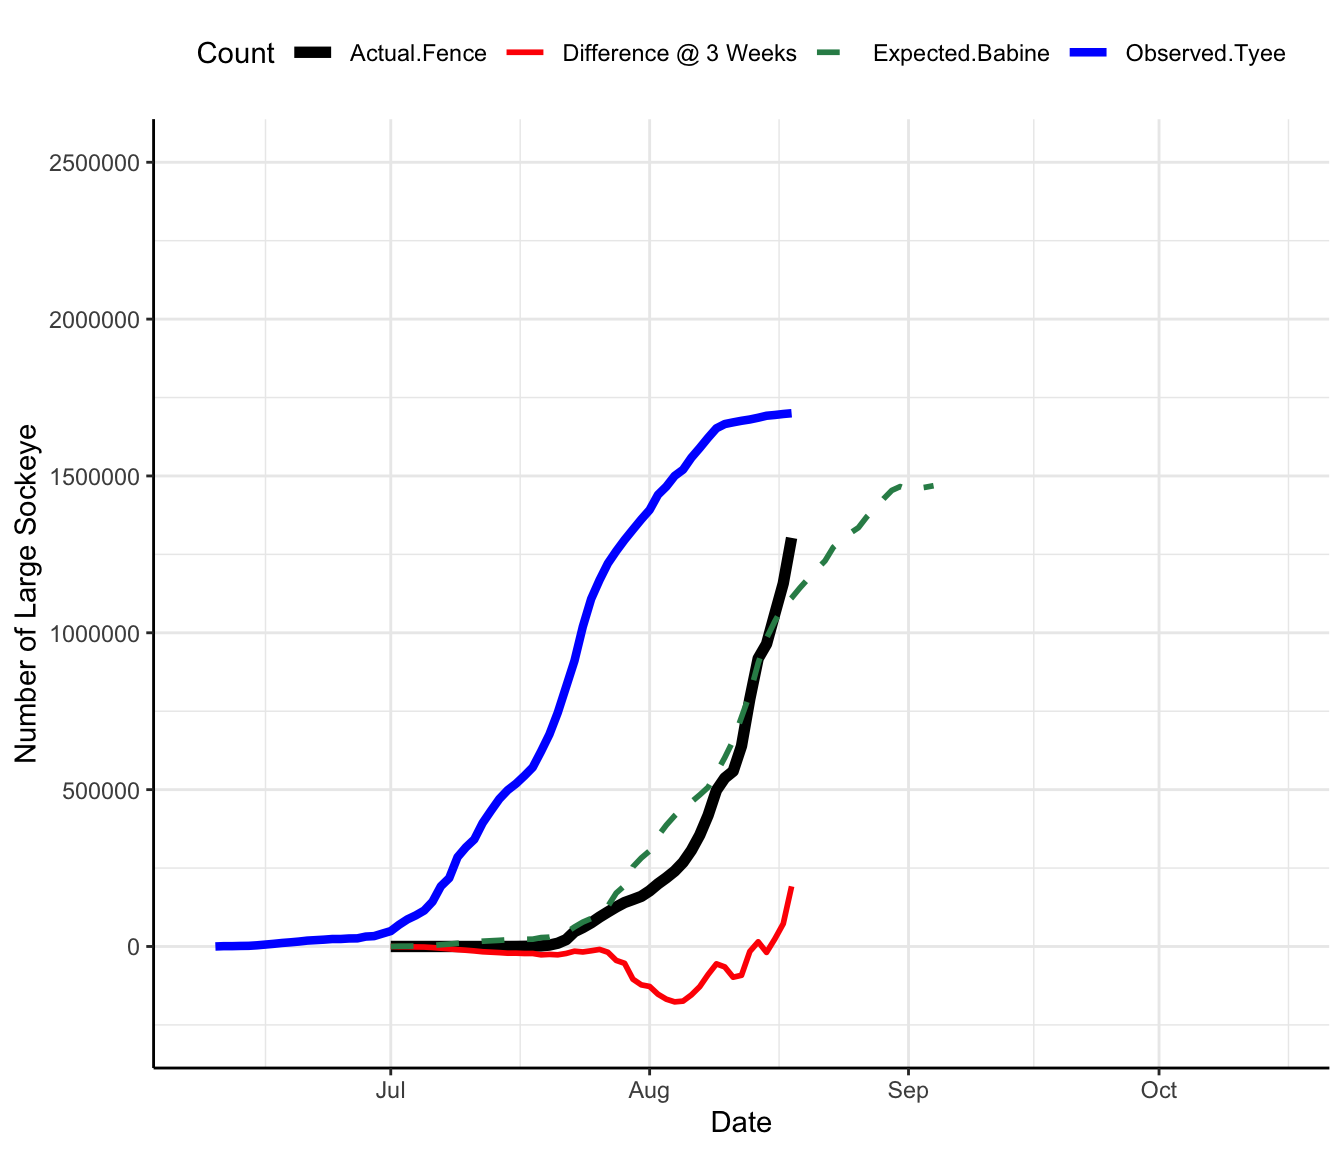 Count Actual.Fence Difference @ 3 Weeks Expected.Babine Observed.Tyee
2500000
2000000
1500000
1000000
500000
0
Number of Large Sockeye
Jul Aug Sep Oct
Date